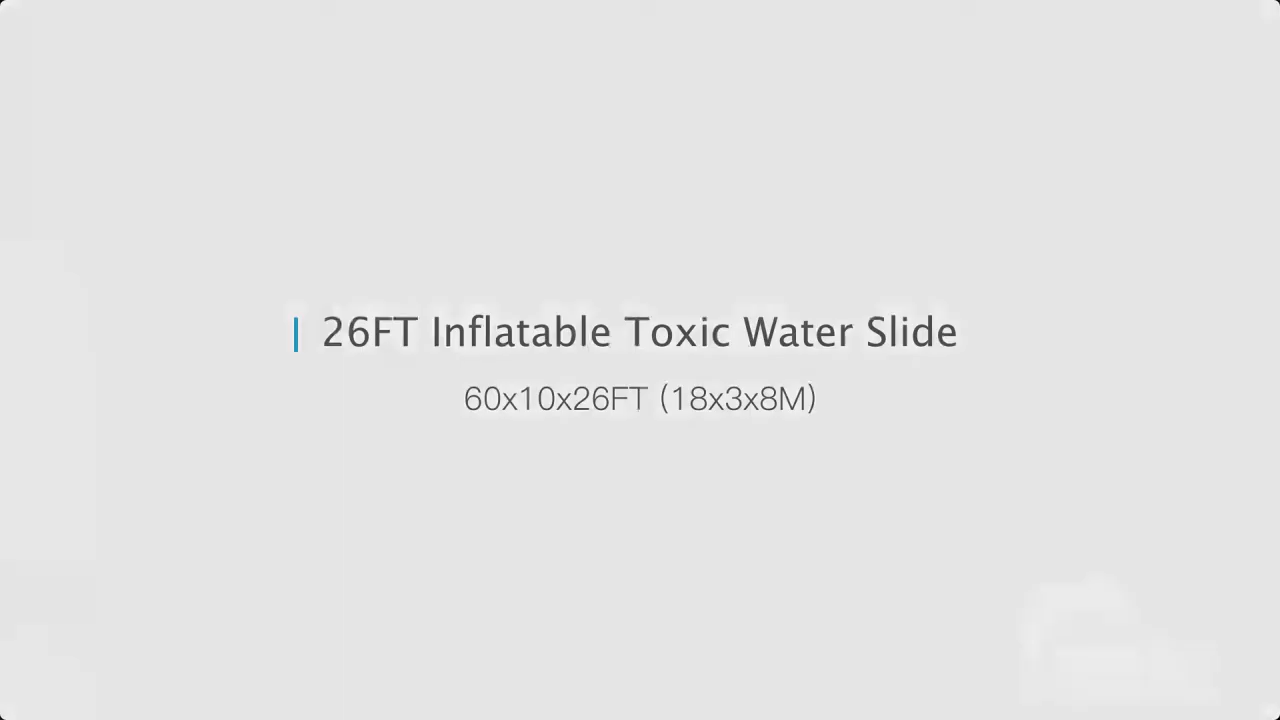 26FT Inflatable Toxic Water Slide
60x10x26FT (18x3x8M)